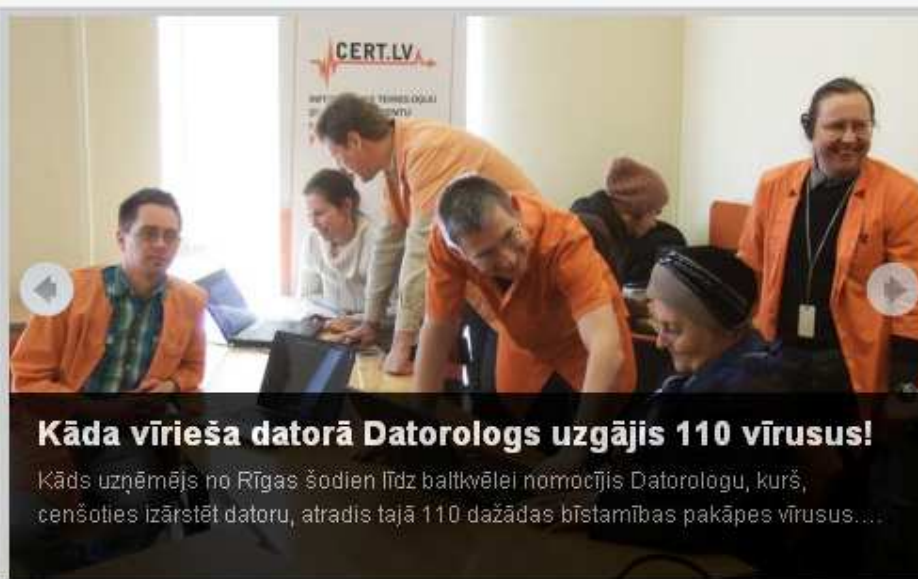 CERT.LV
Kāda vīrieša datorā Datorologs uzgājis 110 vīrusus!
Kāds uzņēmējs no Rīgas šodien līdz baltkvēlei nomocījis Datorologu, kurš,
cenšoties izārstēt datoru, atradis tajā 110 dažādas bīstamības pakāpes vīrusus....